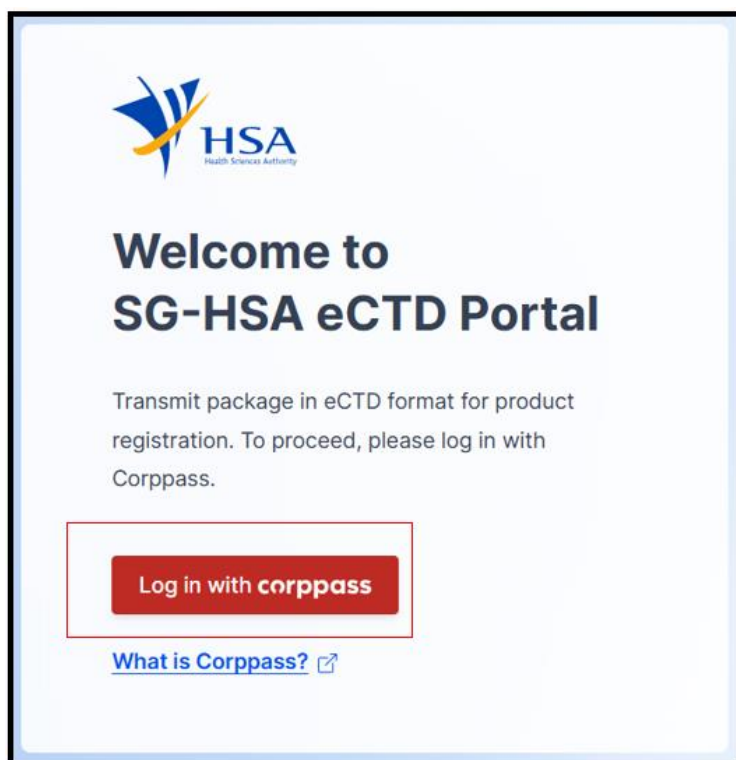 HSA
Health Sciences Authority
Welcome to
SG-HSA eCTD Portal
Transmit package in eCTD format for product
registration. To proceed, please log in with
Corppass.
Log in with corppass
What is Corppass?